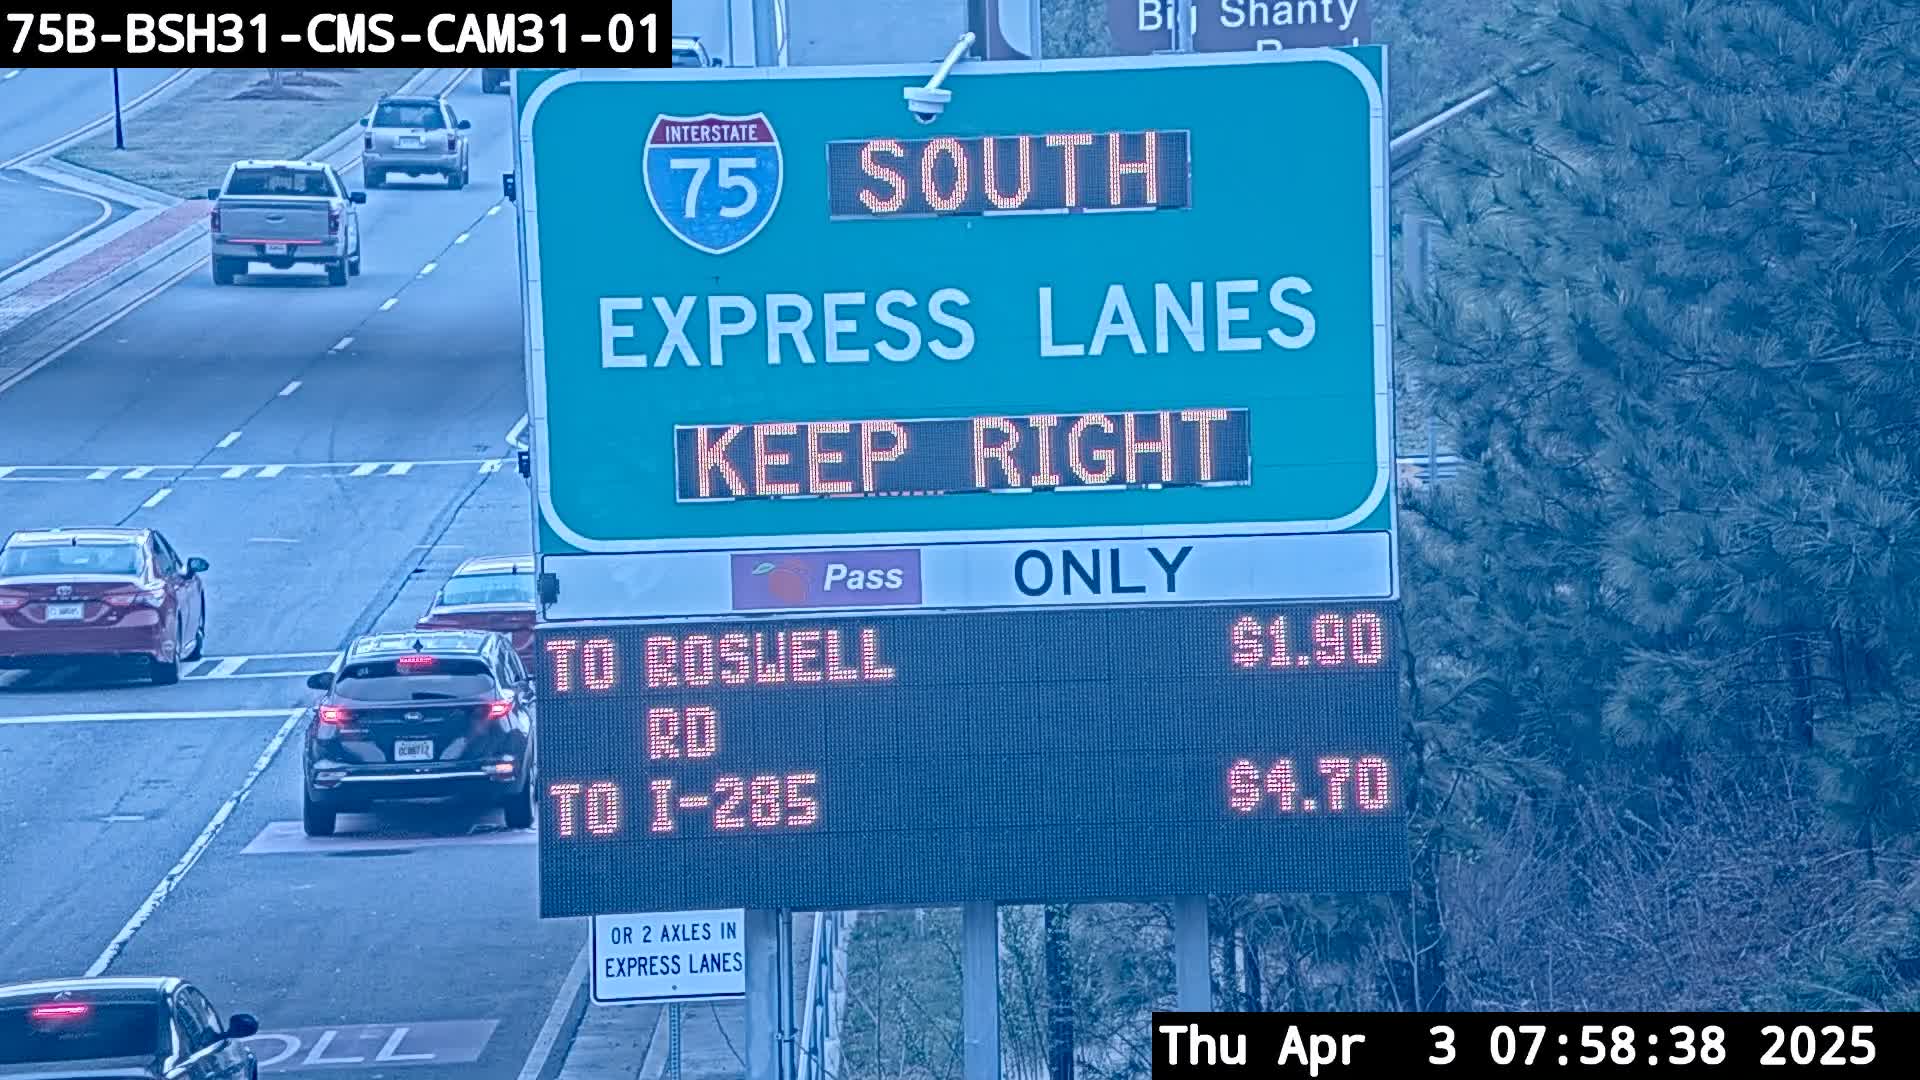 75B-BSH31-CMS-CAM31-01
Big Shanty
INTERSTATE
75
SOUTH
EXPRESS LANES
KEEP RIGHT
Pass ONLY
TO ROSWELL $1.90
RD
TO I-285 $4.70
OR 2 AXLES IN
EXPRESS LANES
Thu Apr 3 07:58:38 2025